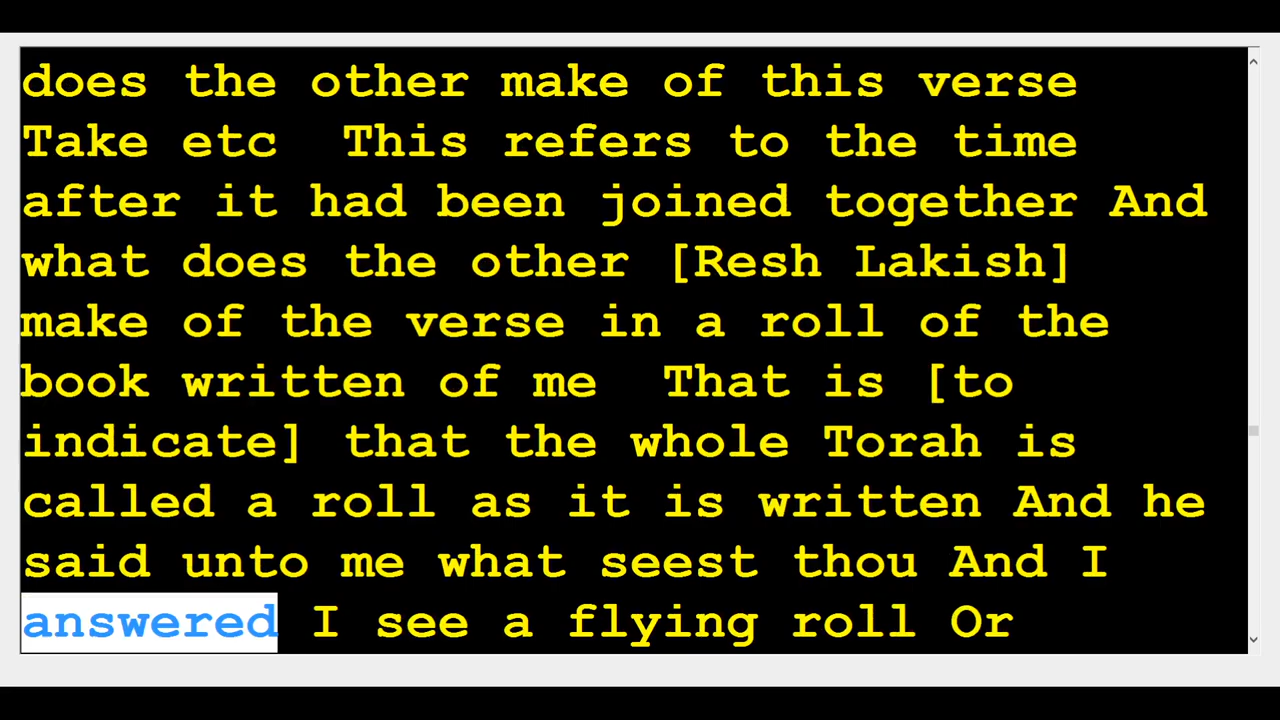 does the other make of this verse
Take etc  This refers to the time
after it had been joined together And
what does the other [Resh Lakish]
make of the verse in a roll of the
book written of me  That is [to
indicate] that the whole Torah is
called a roll as it is written And he
said unto me what seest thou And I
answered I see a flying roll Or